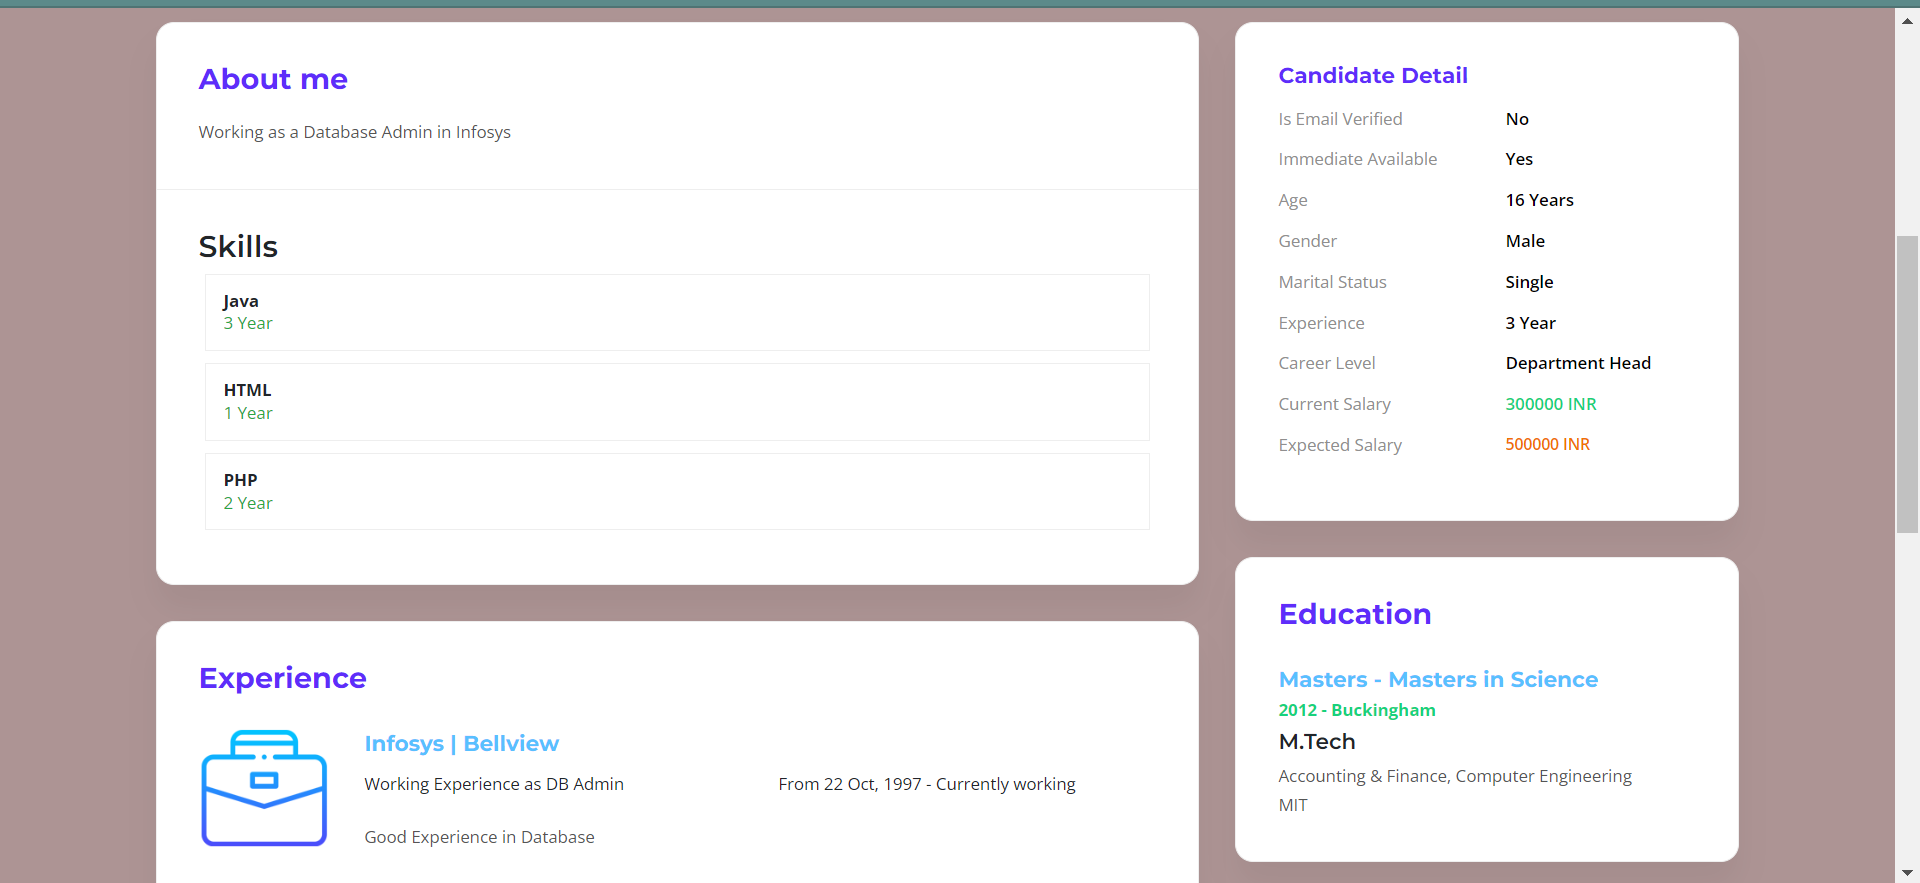 About me
Working as a Database Admin in Infosys
Skills
Java
3 Year
HTML
1 Year
PHP
2 Year
Experience
Infosys | Bellview
Working Experience as DB Admin From 22 Oct, 1997 - Currently working
Good Experience in Database
Candidate Detail
Is Email Verified No
Immediate Available Yes
Age 16 Years
Gender Male
Marital Status Single
Experience 3 Year
Career Level Department Head
Current Salary 300000 INR
Expected Salary 500000 INR
Education
Masters - Masters in Science
2012 - Buckingham
M.Tech
Accounting & Finance, Computer Engineering
MIT